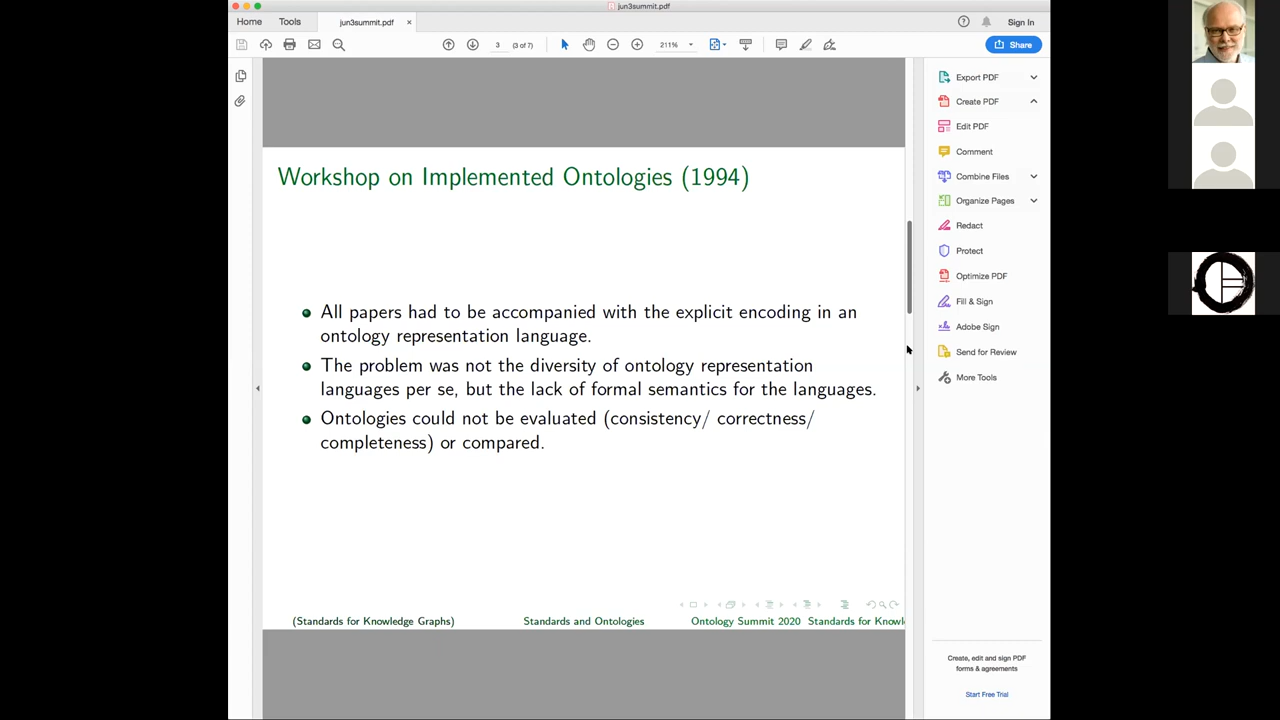 jun3summit.pdf
Home
Tools
jun3summit.pdf
×
Sign In
3
(3 of 7)
211%
Share
Workshop on Implemented Ontologies (1994)
All papers had to be accompanied with the explicit encoding in an
ontology representation language.
The problem was not the diversity of ontology representation
languages per se, but the lack of formal semantics for the languages.
Ontologies could not be evaluated (consistency/ correctness/
completeness) or compared.
(Standards for Knowledge Graphs)
Standards and Ontologies
Ontology Summit 2020 Standards for Knowl
Export PDF
Create PDF
Edit PDF
Comment
Combine Files
Organize Pages
Redact
Protect
Optimize PDF
Fill & Sign
Adobe Sign
Send for Review
More Tools
Create, edit and sign PDF
forms & agreements
Start Free Trial